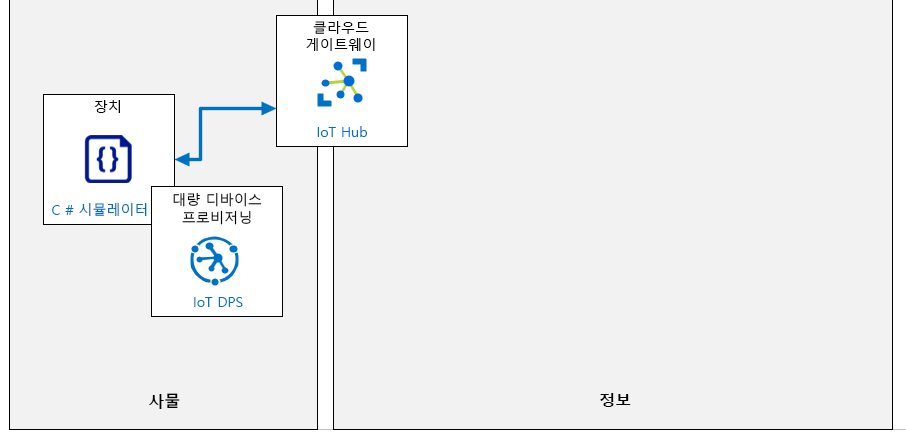 클라우드
게이트웨이
IoT Hub
장치
C # 시뮬레이터
대량 디바이스
프로비저닝
IoT DPS
사물
정보